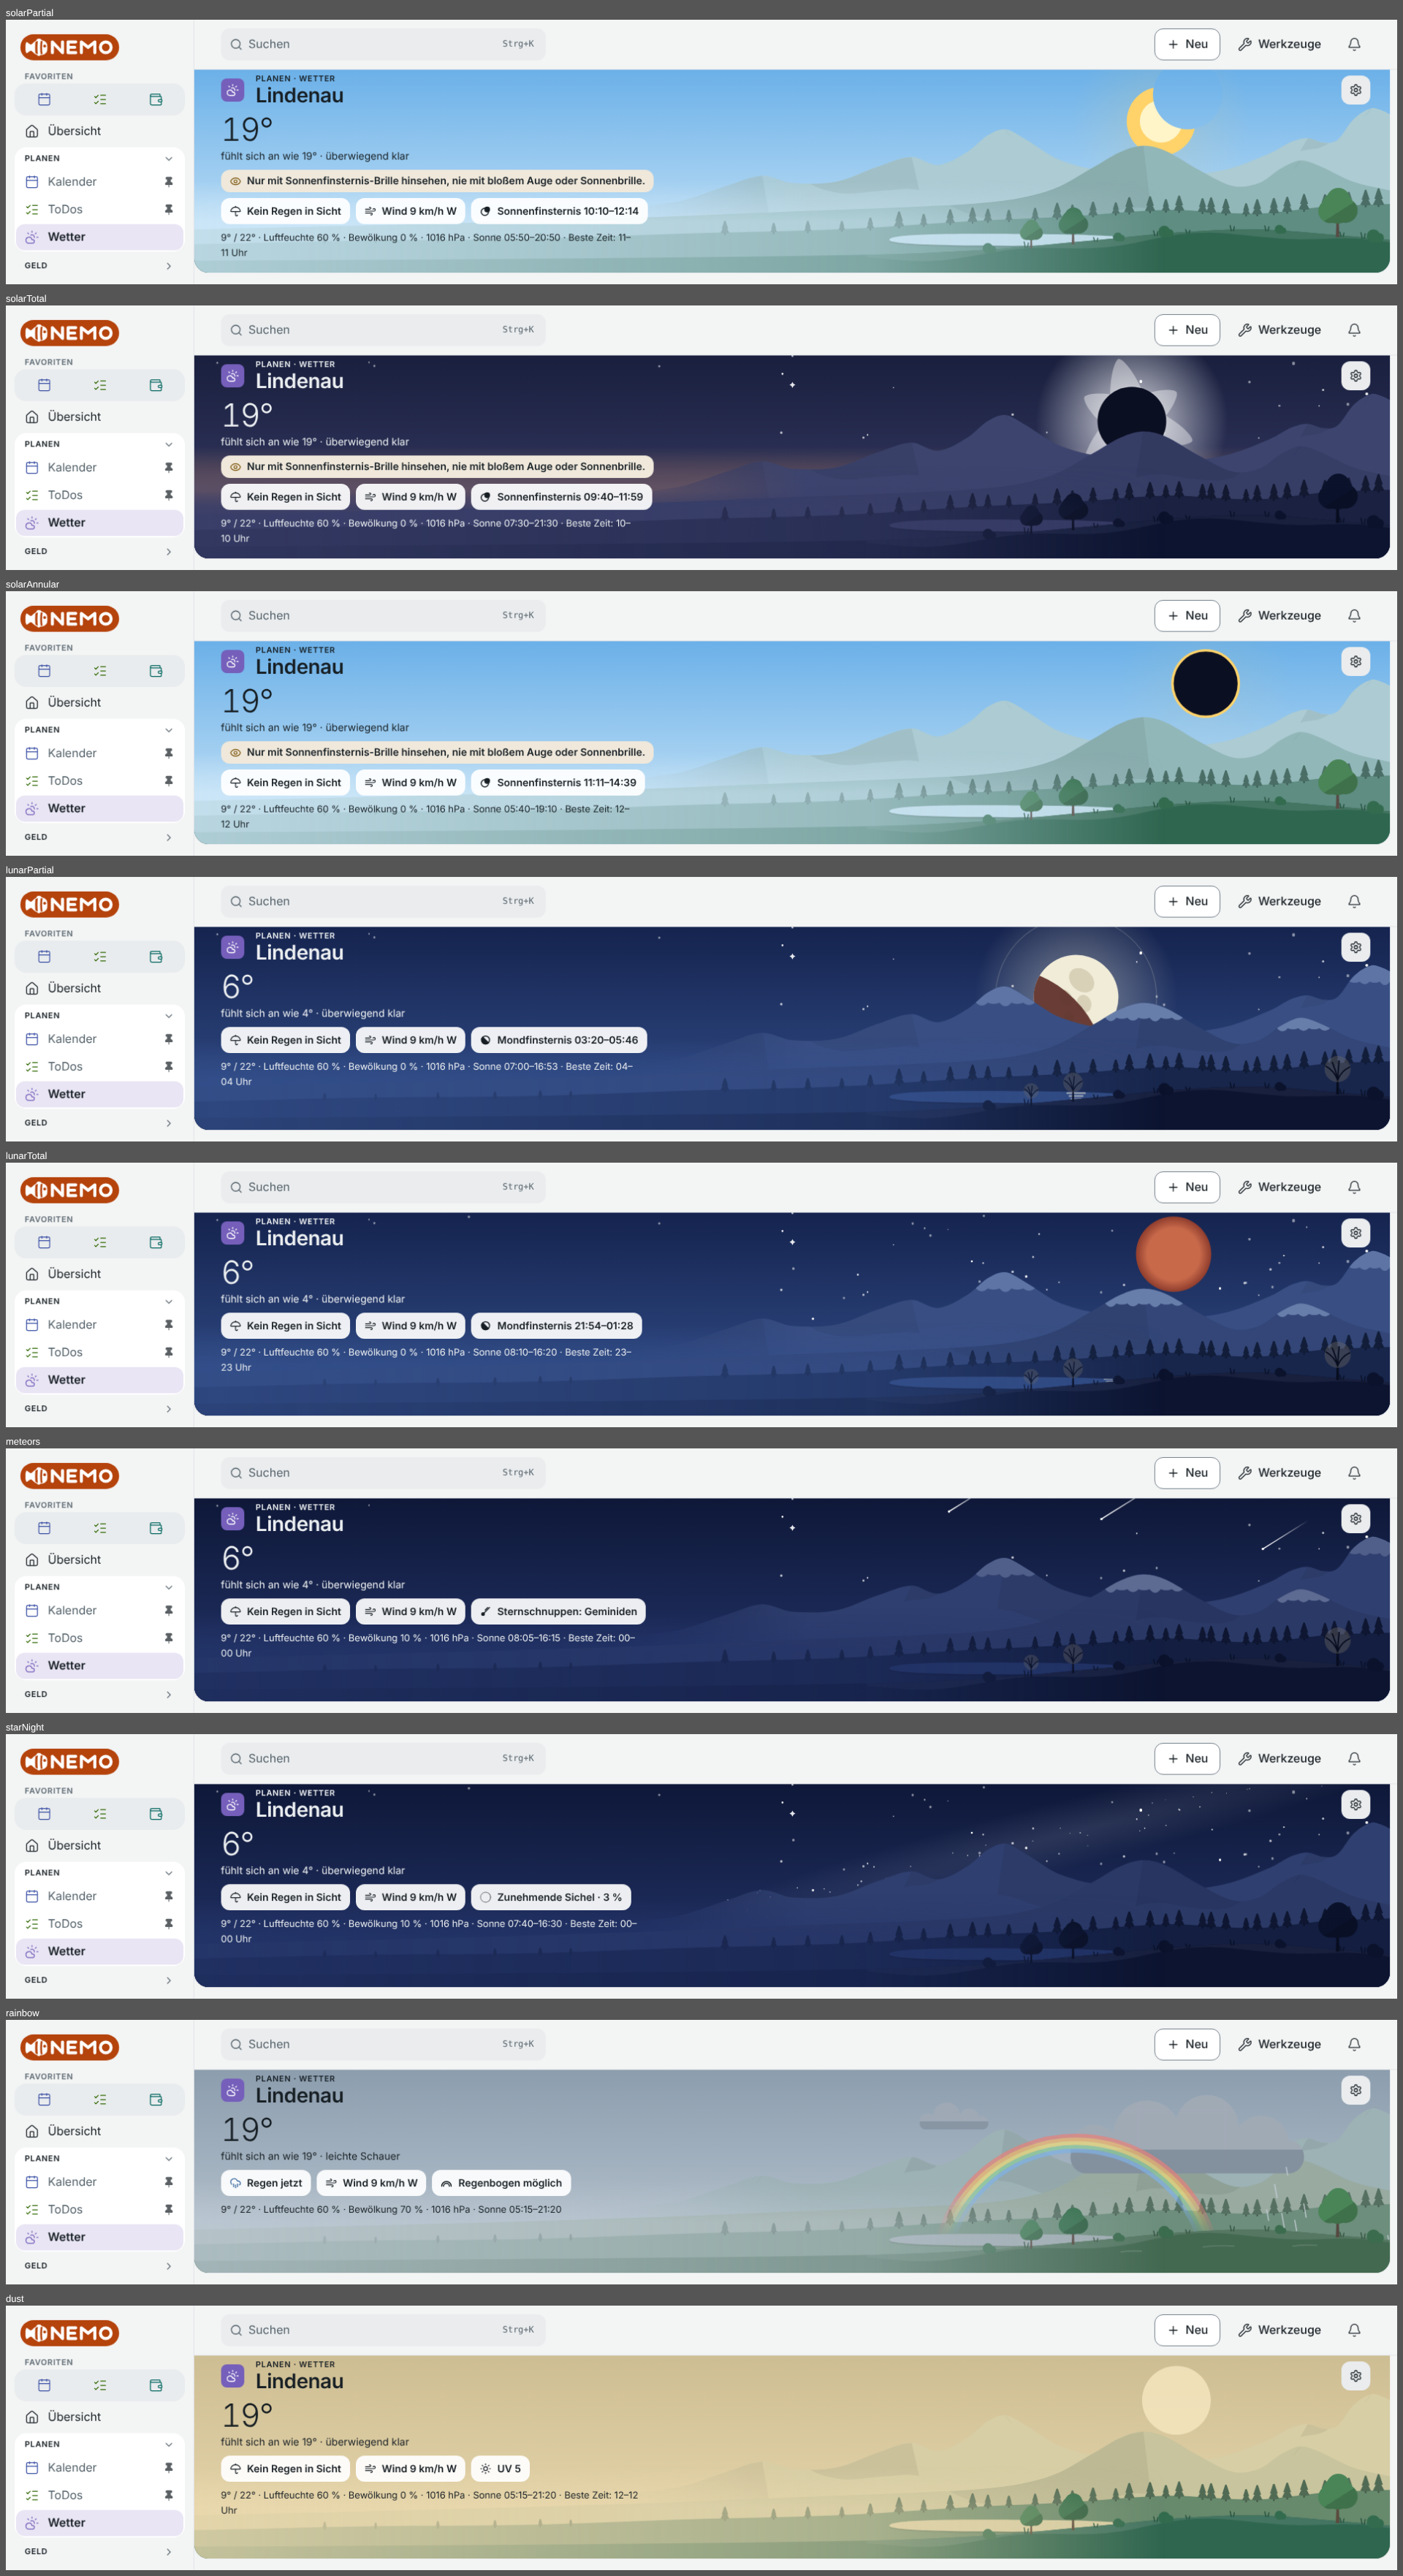 solarPartial
NEMO
Suchen Strg+K
Neu Werkzeuge
FAVORITEN
Übersicht
PLANEN
Kalender
ToDos
Wetter
GELD
PLANEN · WETTER
Lindenau
19°
fühlt sich an wie 19° · überwiegend klar
Nur mit Sonnenfinsternis-Brille hinsehen, nie mit bloßem Auge oder Sonnenbrille.
Kein Regen in Sicht Wind 9 km/h W Sonnenfinsternis 10:10–12:14
9° / 22° · Luftfeuchte 60 % · Bewölkung 0 % · 1016 hPa · Sonne 05:50–20:50 · Beste Zeit: 11–
11 Uhr
solarTotal
NEMO
Suchen Strg+K
Neu Werkzeuge
FAVORITEN
Übersicht
PLANEN
Kalender
ToDos
Wetter
GELD
PLANEN · WETTER
Lindenau
19°
fühlt sich an wie 19° · überwiegend klar
Nur mit Sonnenfinsternis-Brille hinsehen, nie mit bloßem Auge oder Sonnenbrille.
Kein Regen in Sicht Wind 9 km/h W Sonnenfinsternis 09:40–11:59
9° / 22° · Luftfeuchte 60 % · Bewölkung 0 % · 1016 hPa · Sonne 07:30–21:30 · Beste Zeit: 10–
10 Uhr
solarAnnular
NEMO
Suchen Strg+K
Neu Werkzeuge
FAVORITEN
Übersicht
PLANEN
Kalender
ToDos
Wetter
GELD
PLANEN · WETTER
Lindenau
19°
fühlt sich an wie 19° · überwiegend klar
Nur mit Sonnenfinsternis-Brille hinsehen, nie mit bloßem Auge oder Sonnenbrille.
Kein Regen in Sicht Wind 9 km/h W Sonnenfinsternis 11:11–14:39
9° / 22° · Luftfeuchte 60 % · Bewölkung 0 % · 1016 hPa · Sonne 05:40–19:10 · Beste Zeit: 12–
12 Uhr
lunarPartial
NEMO
Suchen Strg+K
Neu Werkzeuge
FAVORITEN
Übersicht
PLANEN
Kalender
ToDos
Wetter
GELD
PLANEN · WETTER
Lindenau
6°
fühlt sich an wie 4° · überwiegend klar
Kein Regen in Sicht Wind 9 km/h W Mondfinsternis 03:20–05:46
9° / 22° · Luftfeuchte 60 % · Bewölkung 0 % · 1016 hPa · Sonne 07:00–16:53 · Beste Zeit: 04–
04 Uhr
lunarTotal
NEMO
Suchen Strg+K
Neu Werkzeuge
FAVORITEN
Übersicht
PLANEN
Kalender
ToDos
Wetter
GELD
PLANEN · WETTER
Lindenau
6°
fühlt sich an wie 4° · überwiegend klar
Kein Regen in Sicht Wind 9 km/h W Mondfinsternis 21:54–01:28
9° / 22° · Luftfeuchte 60 % · Bewölkung 0 % · 1016 hPa · Sonne 08:10–16:20 · Beste Zeit: 23–
23 Uhr
meteors
NEMO
Suchen Strg+K
Neu Werkzeuge
FAVORITEN
Übersicht
PLANEN
Kalender
ToDos
Wetter
GELD
PLANEN · WETTER
Lindenau
6°
fühlt sich an wie 4° · überwiegend klar
Kein Regen in Sicht Wind 9 km/h W Sternschnuppen: Geminiden
9° / 22° · Luftfeuchte 60 % · Bewölkung 10 % · 1016 hPa · Sonne 08:05–16:15 · Beste Zeit: 00–
00 Uhr
starNight
NEMO
Suchen Strg+K
Neu Werkzeuge
FAVORITEN
Übersicht
PLANEN
Kalender
ToDos
Wetter
GELD
PLANEN · WETTER
Lindenau
6°
fühlt sich an wie 4° · überwiegend klar
Kein Regen in Sicht Wind 9 km/h W Zunehmende Sichel · 3 %
9° / 22° · Luftfeuchte 60 % · Bewölkung 10 % · 1016 hPa · Sonne 07:40–16:30 · Beste Zeit: 00–
00 Uhr
rainbow
NEMO
Suchen Strg+K
Neu Werkzeuge
FAVORITEN
Übersicht
PLANEN
Kalender
ToDos
Wetter
GELD
PLANEN · WETTER
Lindenau
19°
fühlt sich an wie 19° · leichte Schauer
Regen jetzt Wind 9 km/h W Regenbogen möglich
9° / 22° · Luftfeuchte 60 % · Bewölkung 70 % · 1016 hPa · Sonne 05:15–21:20
dust
NEMO
Suchen Strg+K
Neu Werkzeuge
FAVORITEN
Übersicht
PLANEN
Kalender
ToDos
Wetter
GELD
PLANEN · WETTER
Lindenau
19°
fühlt sich an wie 19° · überwiegend klar
Kein Regen in Sicht Wind 9 km/h W UV 5
9° / 22° · Luftfeuchte 60 % · Bewölkung 0 % · 1016 hPa · Sonne 05:15–21:20 · Beste Zeit: 12–12
Uhr